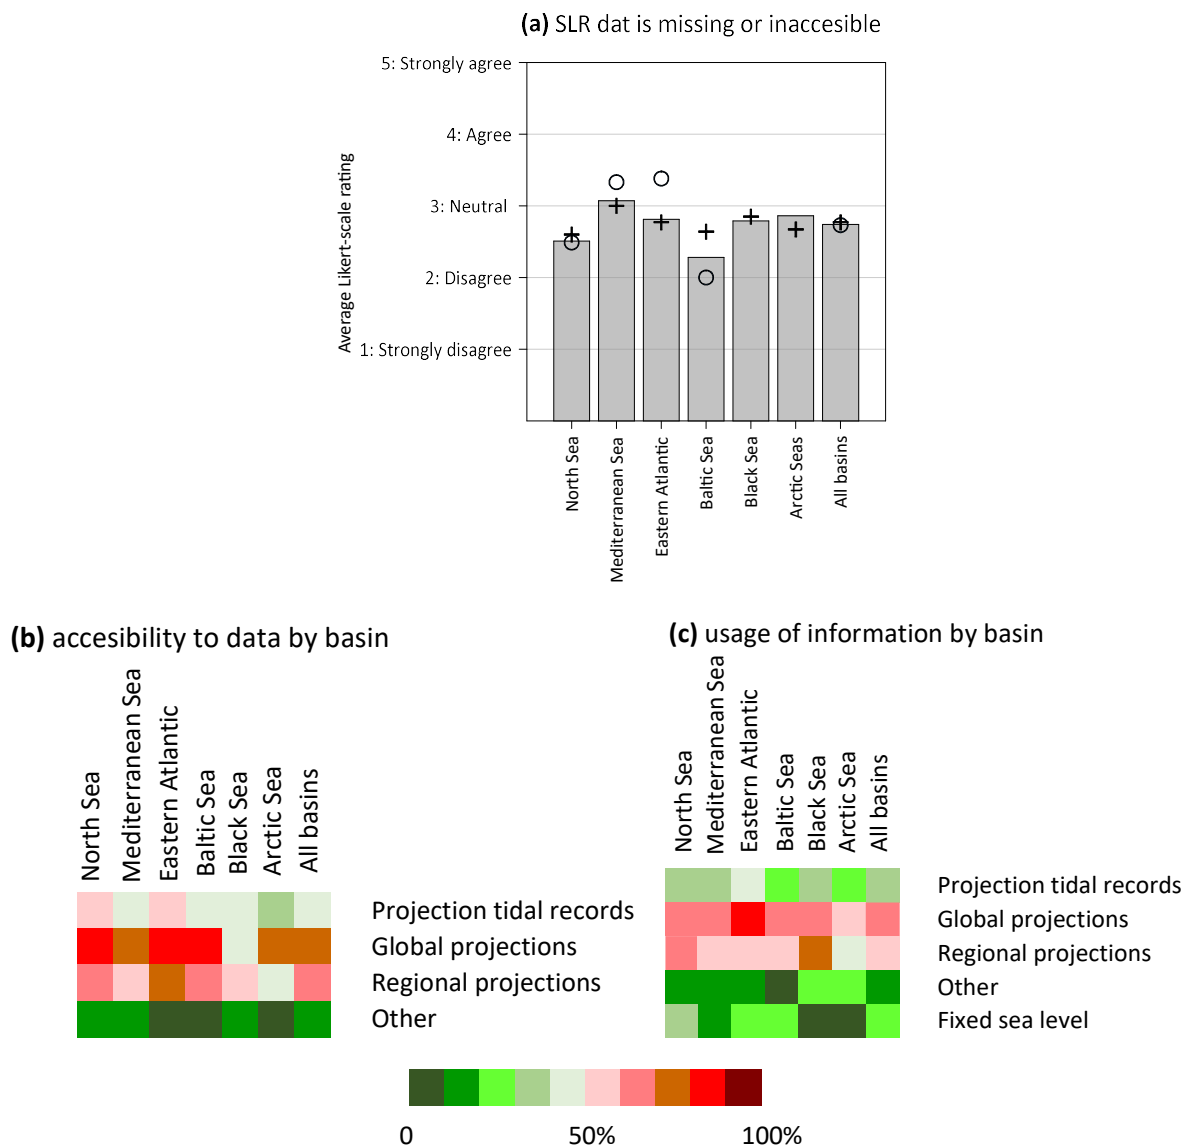 (a) SLR dat is missing or inaccesible
5: Strongly agree
4: Agree
3: Neutral
2: Disagree
1: Strongly disagree
Average Likert-scale rating
North Sea
Mediterranean Sea
Eastern Atlantic
Baltic Sea
Black Sea
Arctic Seas
All basins
(b) accesibility to data by basin
North Sea
Mediterranean Sea
Eastern Atlantic
Baltic Sea
Black Sea
Arctic Sea
All basins
Projection tidal records
Global projections
Regional projections
Other
(c) usage of information by basin
North Sea
Mediterranean Sea
Eastern Atlantic
Baltic Sea
Black Sea
Arctic Sea
All basins
Projection tidal records
Global projections
Regional projections
Other
Fixed sea level
0 50% 100%